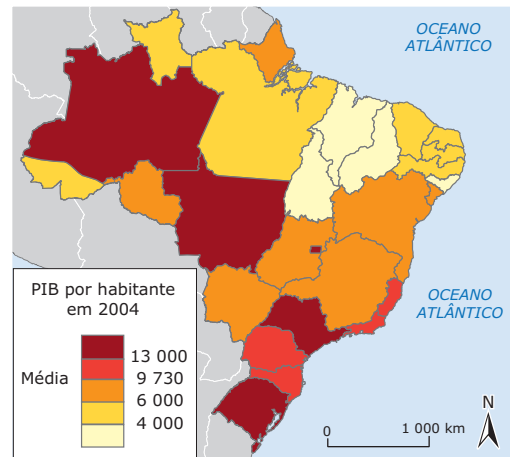 OCEANO
ATLÂNTICO
OCEANO
ATLÂNTICO
PIB por habitante
em 2004
13 000
Média
9 730
6 000
4 000
N
0
1 000 km